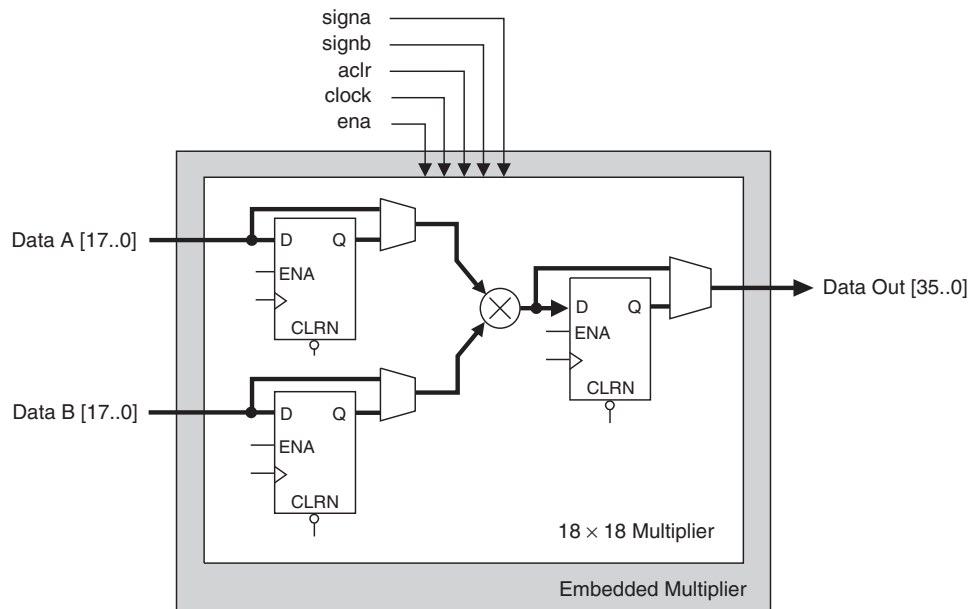 signa
signb
aclr
clock
ena
Data A [17..0]
D Q
ENA
CLRN
Data Out [35..0]
D Q
ENA
CLRN
Data B [17..0]
D Q
ENA
CLRN
18 × 18 Multiplier
Embedded Multiplier